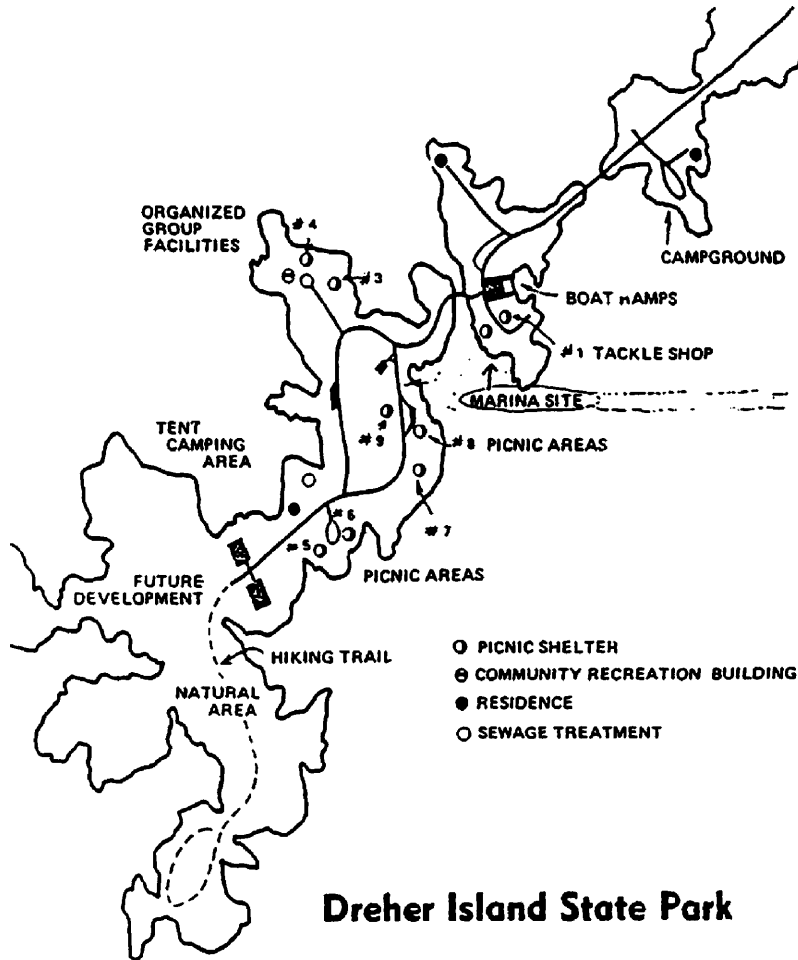 ORGANIZED
GROUP
FACILITIES
#4
#3
CAMPGROUND
BOAT RAMPS
#1 TACKLE SHOP
MARINA SITE
TENT
CAMPING
AREA
#9
#8 PICNIC AREAS
#7
#6
#5
PICNIC AREAS
FUTURE
DEVELOPMENT
HIKING TRAIL
NATURAL
AREA
PICNIC SHELTER
COMMUNITY RECREATION BUILDING
RESIDENCE
SEWAGE TREATMENT
Dreher Island State Park